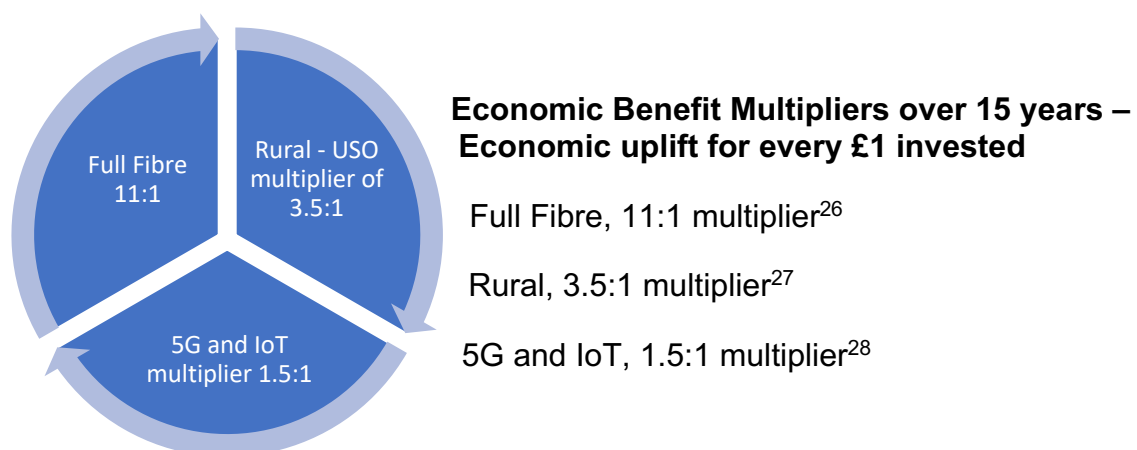 Full Fibre
11:1
Rural - USO
multiplier of
3.5:1
5G and IoT
multiplier 1.5:1
Economic Benefit Multipliers over 15 years –
Economic uplift for every £1 invested
Full Fibre, 11:1 multiplier26
Rural, 3.5:1 multiplier27
5G and IoT, 1.5:1 multiplier28